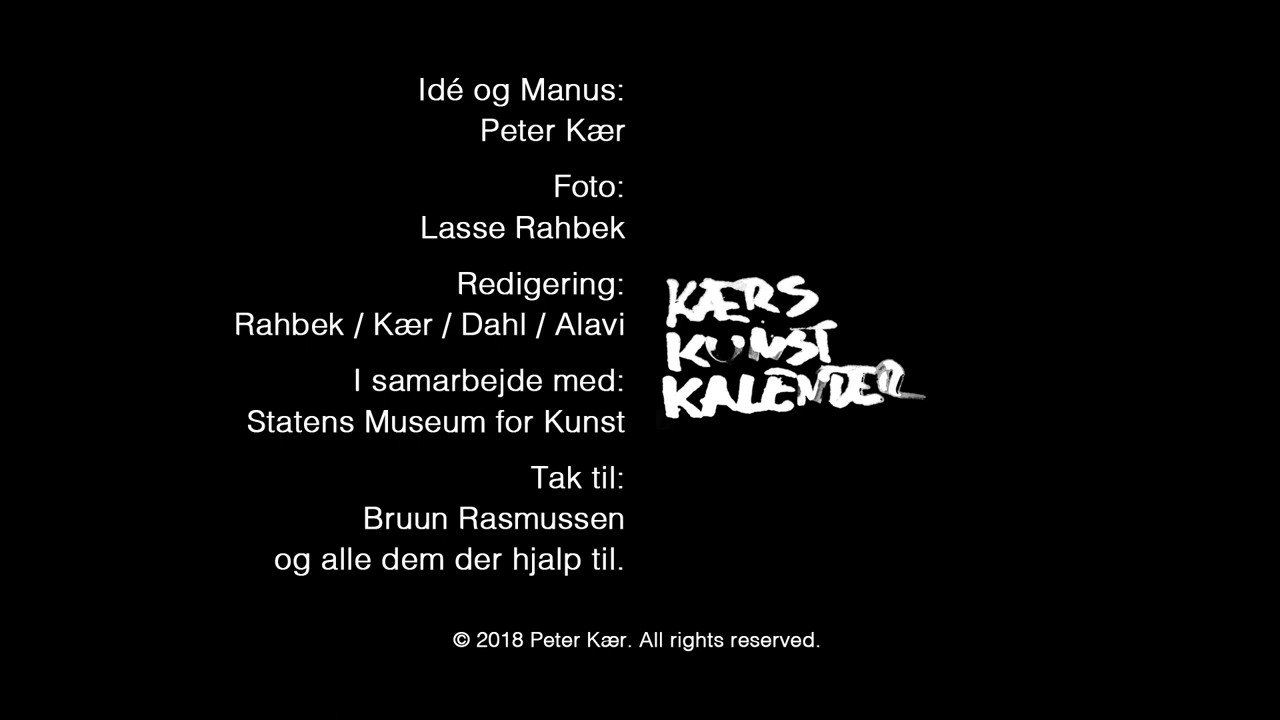 Idé og Manus:
Peter Kær
Foto:
Lasse Rahbek
Redigering:
Rahbek / Kær / Dahl / Alavi
I samarbejde med:
Statens Museum for Kunst
Tak til:
Bruun Rasmussen
og alle dem der hjalp til.
KÆRS
KUNST
KALENDER
© 2018 Peter Kær. All rights reserved.